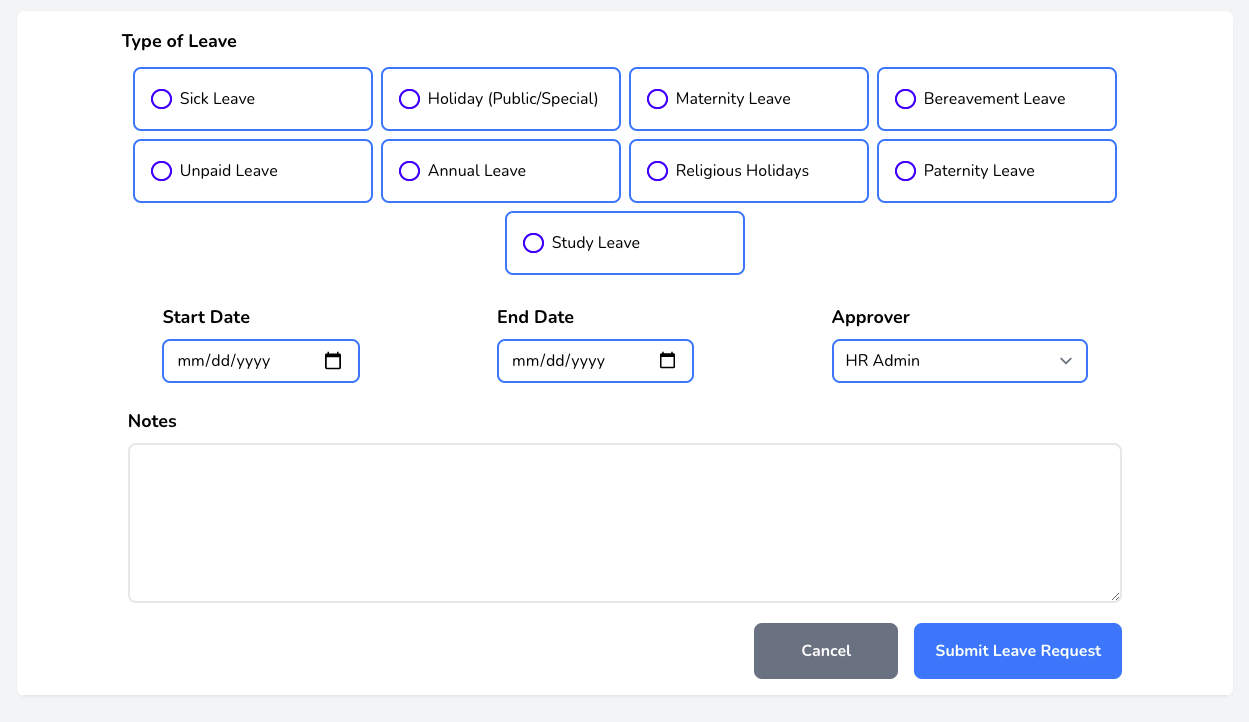 Type of Leave
Sick Leave
Holiday (Public/Special)
Maternity Leave
Bereavement Leave
Unpaid Leave
Annual Leave
Religious Holidays
Paternity Leave
Study Leave
Start Date
End Date
Approver
mm/dd/yyyy
mm/dd/yyyy
HR Admin
Notes
Cancel
Submit Leave Request